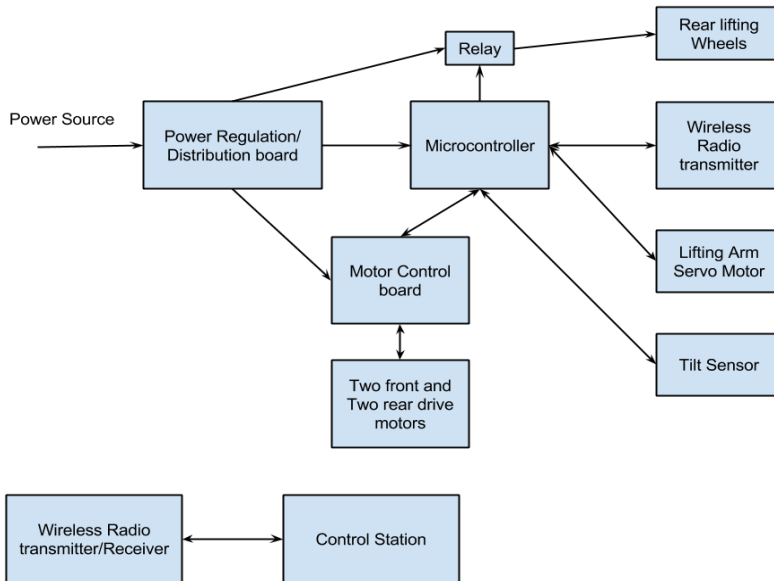 Rear lifting
Wheels
Relay
Power Source
Power Regulation/
Distribution board
Microcontroller
Wireless
Radio
transmitter
Motor Control
board
Lifting Arm
Servo Motor
Two front and
Two rear drive
motors
Tilt Sensor
Wireless Radio
transmitter/Receiver
Control Station